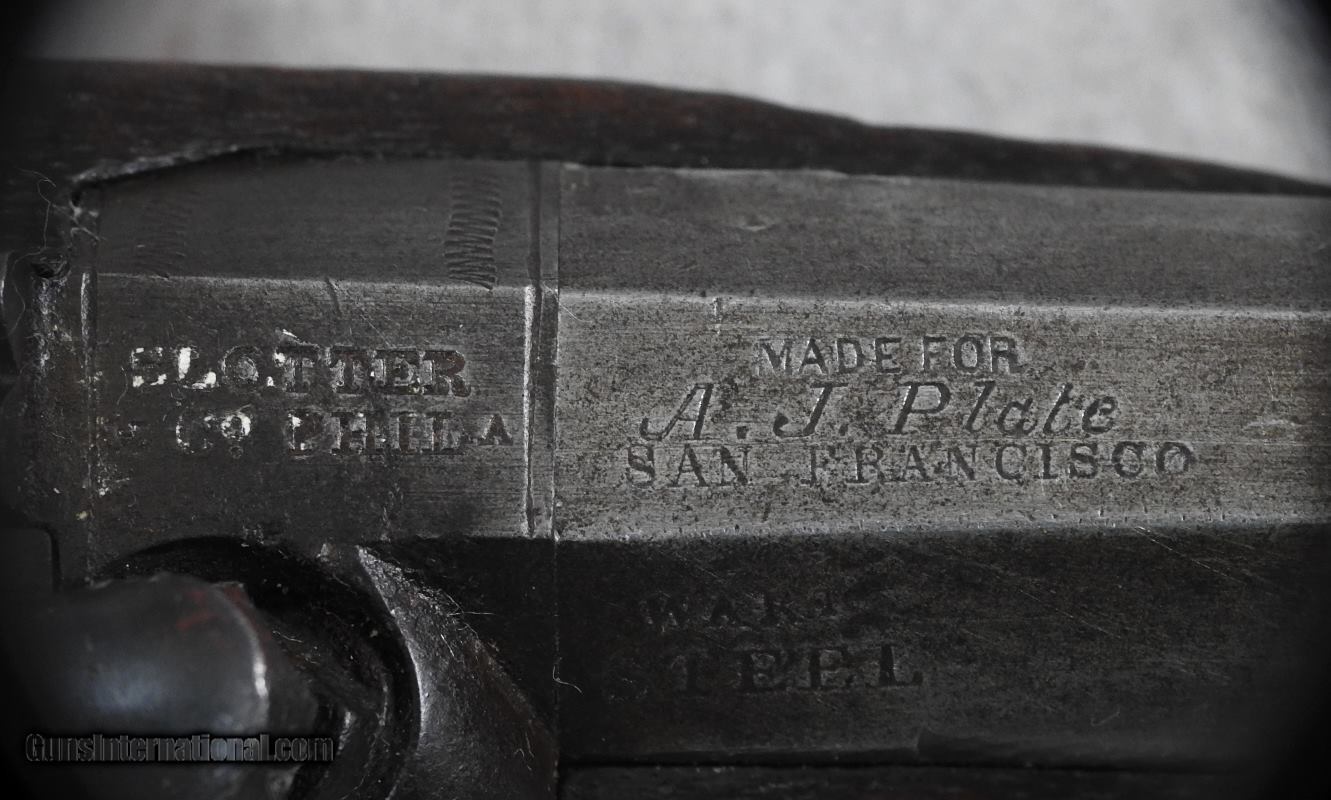 SLOTTER
& Co. PHILA
MADE FOR
A. J. Plate
SAN FRANCISCO
STEEL
GunsInternational.com